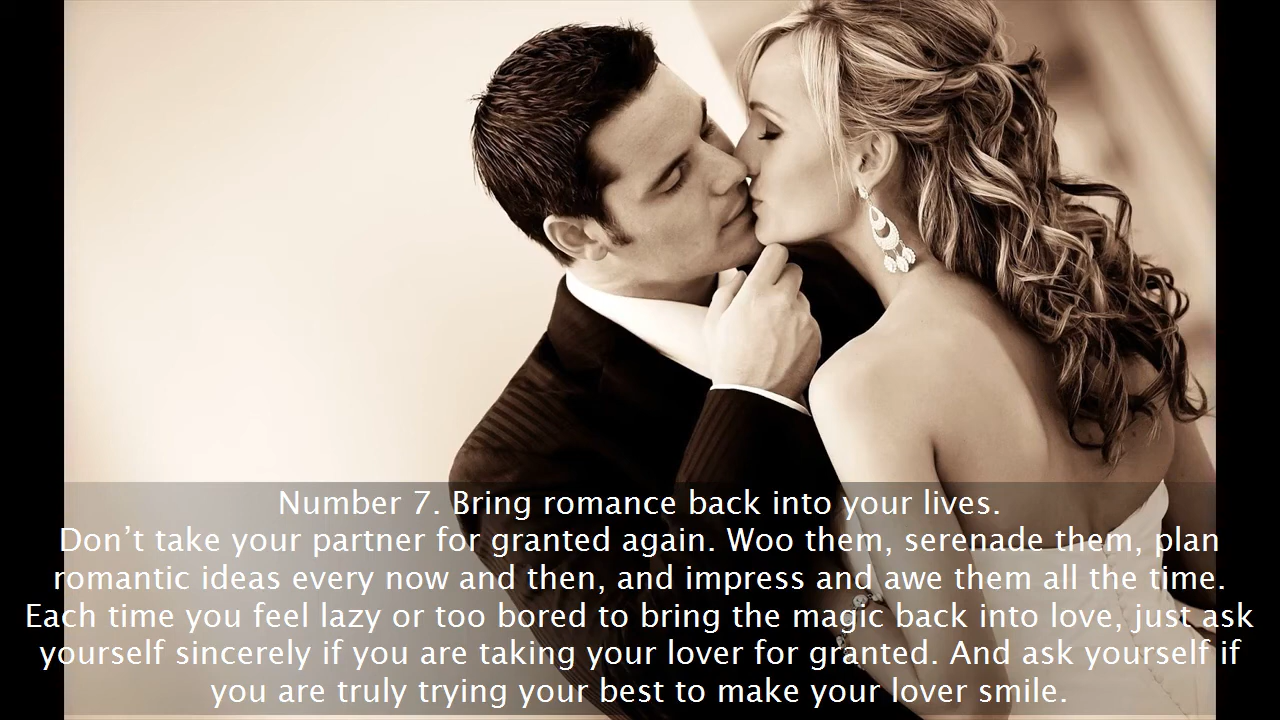 Number 7. Bring romance back into your lives.
Don’t take your partner for granted again. Woo them, serenade them, plan
romantic ideas every now and then, and impress and awe them all the time.
Each time you feel lazy or too bored to bring the magic back into love, just ask
yourself sincerely if you are taking your lover for granted. And ask yourself if
you are truly trying your best to make your lover smile.